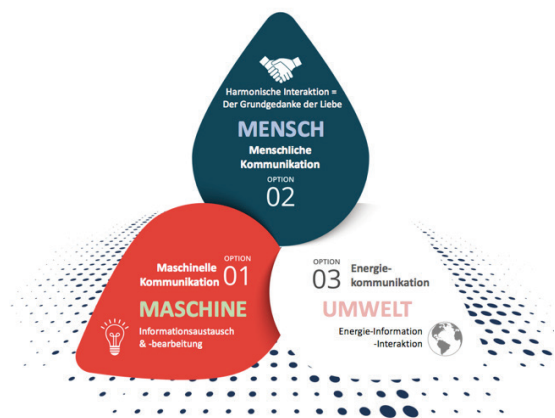 Harmonische Interaktion =
Der Grundgedanke der Liebe
MENSCH
Menschliche
Kommunikation
OPTION
02
Maschinelle
Kommunikation
OPTION
01
MASCHINE
Informationsaustausch
& -bearbeitung
OPTION
03
Energie-
kommunikation
UMWELT
Energie-Information
-Interaktion